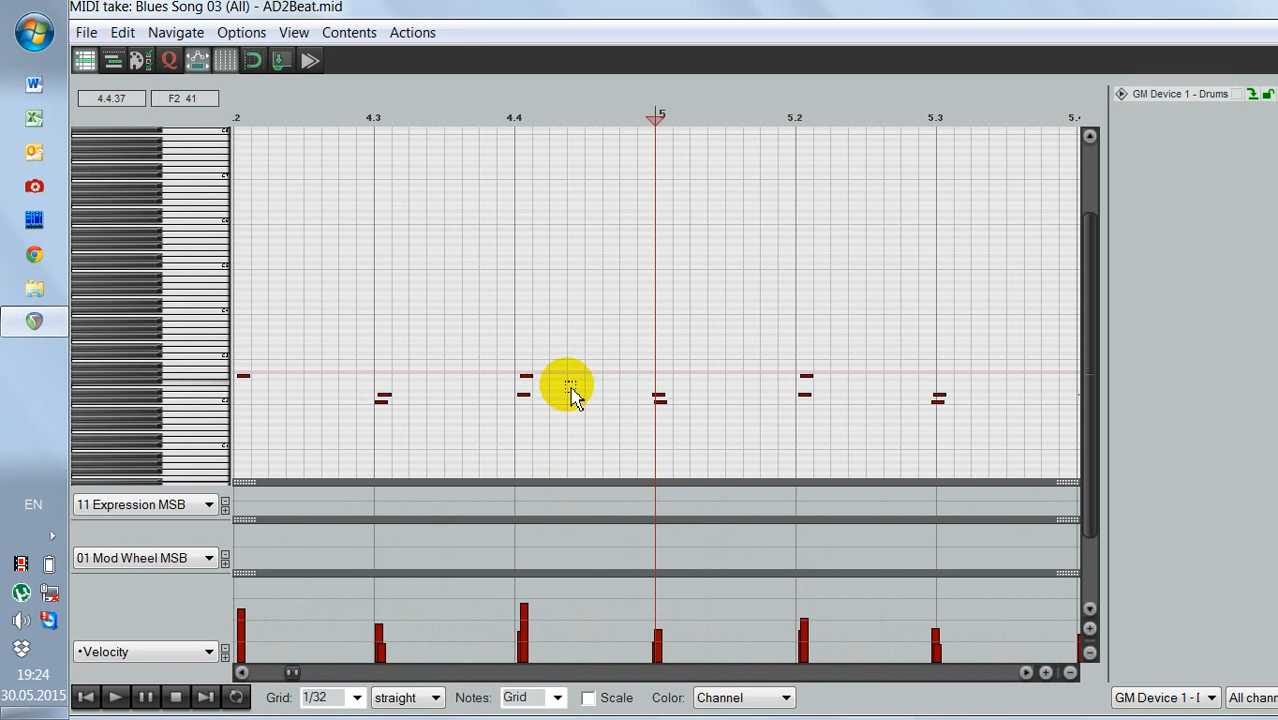 MIDI take: Blues Song 03 (All) - AD2Beat.mid
File Edit Navigate Options View Contents Actions
Q
4.4.37 F2 41
GM Device 1 - Drums
.2 4.3 4.4 5 5.2 5.3 5.4
11 Expression MSB
EN
01 Mod Wheel MSB
•Velocity
19:24
30.05.2015
Grid: 1/32 straight Notes: Grid Scale Color: Channel GM Device 1 - All chann